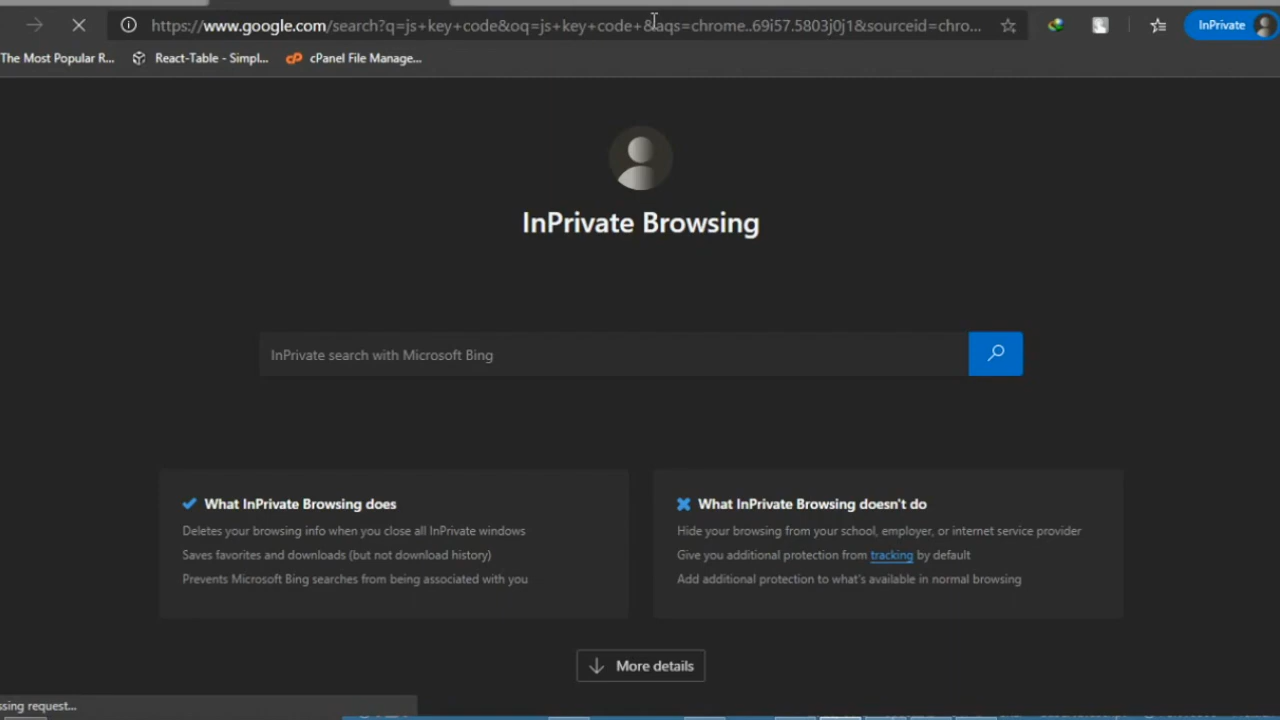 https://www.google.com/search?q=js+key+code&oq=js+key+code+&aqs=chrome..69i57.5803j0j1&sourceid=chro...
InPrivate
The Most Popular R...
React-Table - Simpl...
cPanel File Manage...
InPrivate Browsing
InPrivate search with Microsoft Bing
What InPrivate Browsing does
Deletes your browsing info when you close all InPrivate windows
Saves favorites and downloads (but not download history)
Prevents Microsoft Bing searches from being associated with you
What InPrivate Browsing doesn't do
Hide your browsing from your school, employer, or internet service provider
Give you additional protection from tracking by default
Add additional protection to what's available in normal browsing
More details
ssing request...